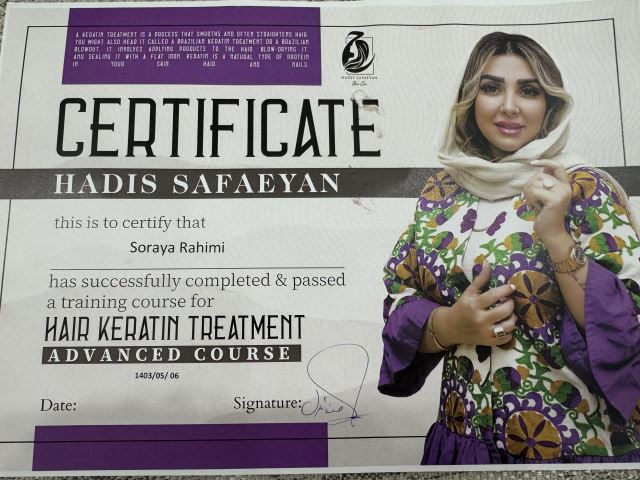 A KERATIN TREATMENT IS A PROCESS THAT SMOOTHS AND OFTEN STRAIGHTENS HAIR.
YOU MIGHT ALSO HEAR IT CALLED A BRAZILIAN KERATIN TREATMENT OR A BRAZILIAN
BLOWOUT. IT INVOLVES APPLYING PRODUCTS TO THE HAIR, BLOW-DRYING IT,
AND SEALING IT WITH A FLAT IRON. KERATIN IS A NATURAL TYPE OF PROTEIN
IN YOUR SKIN HAIR AND NAILS.
HADIS SAFAEYAN
CERTIFICATE
HADIS SAFAEYAN
this is to certify that
Soraya Rahimi
has successfully completed & passed
a training course for
HAIR KERATIN TREATMENT
ADVANCED COURSE
1403/05/ 06
Date:
Signature: